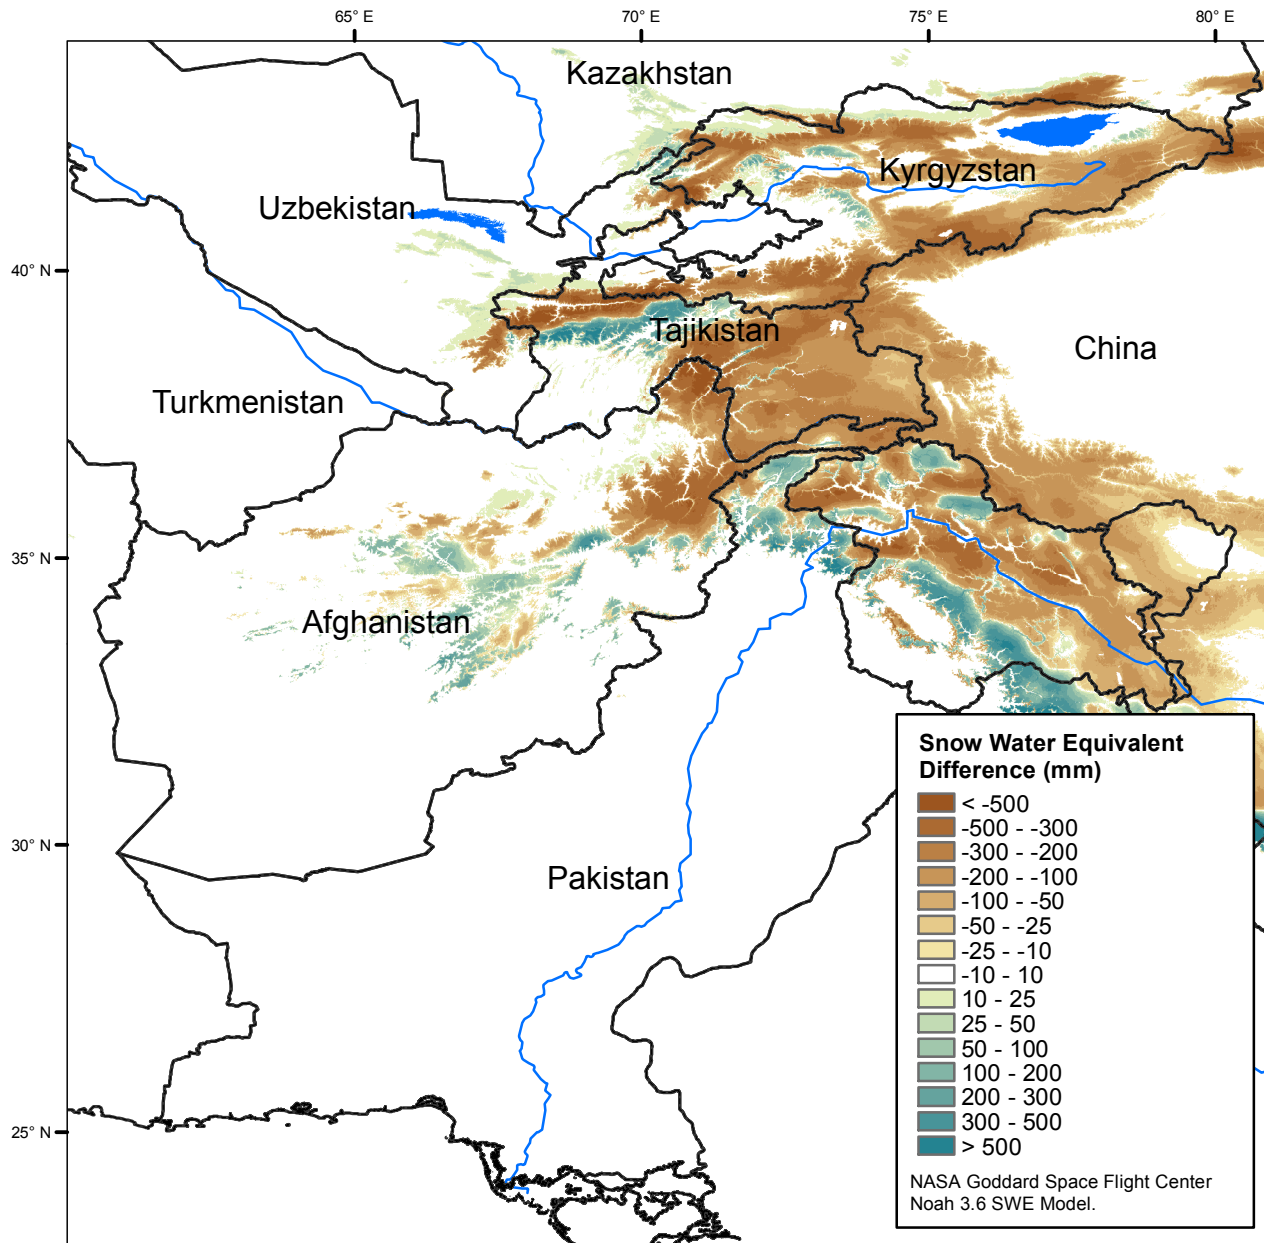 65° E
70° E
75° E
80° E
Kazakhstan
Kyrgyzstan
Uzbekistan
40° N
Tajikistan
China
Turkmenistan
35° N
Afghanistan
Snow Water Equivalent
Difference (mm)
< -500
-500 - -300
-300 - -200
-200 - -100
-100 - -50
-50 - -25
-25 - -10
-10 - 10
10 - 25
25 - 50
50 - 100
100 - 200
200 - 300
300 - 500
> 500
NASA Goddard Space Flight Center
Noah 3.6 SWE Model.
30° N
Pakistan
25° N